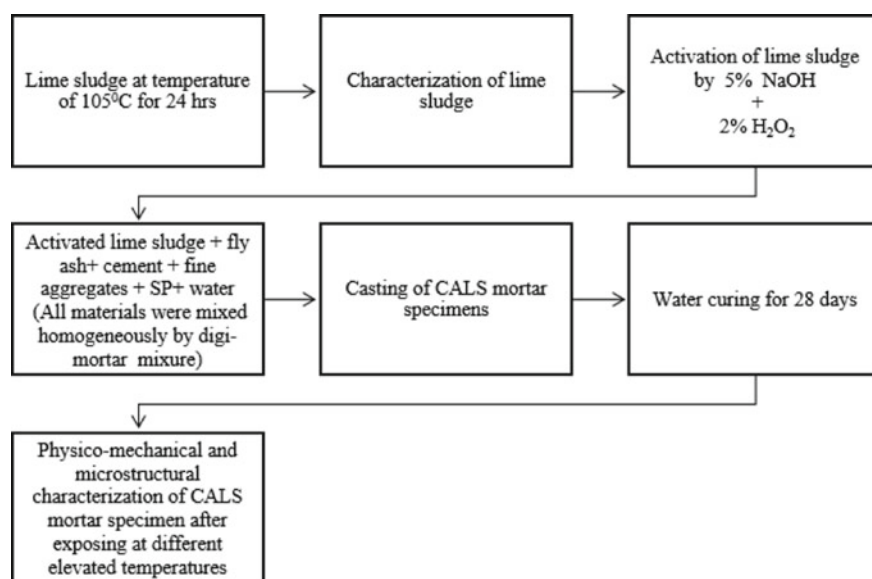 Lime sludge at temperature
of 105⁰C for 24 hrs
Characterization of lime
sludge
Activation of lime sludge
by 5% NaOH
+
2% H₂O₂
Activated lime sludge + fly
ash+ cement + fine
aggregates + SP+ water
(All materials were mixed
homogeneously by digi-
mortar mixure)
Casting of CALS mortar
specimens
Water curing for 28 days
Physico-mechanical and
microstructural
characterization of CALS
mortar specimen after
exposing at different
elevated temperatures